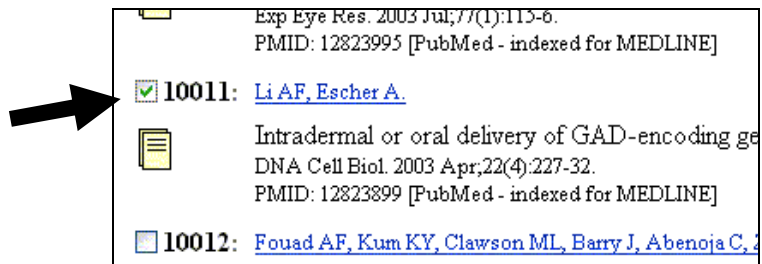 Exp Eye Res. 2003 Jul;77(1):115-6.
PMID: 12823995 [PubMed - indexed for MEDLINE]
10011: Li AF, Escher A.
Intradermal or oral delivery of GAD-encoding ge
DNA Cell Biol. 2003 Apr;22(4):227-32.
PMID: 12823899 [PubMed - indexed for MEDLINE]
10012: Fouad AF, Kum KY, Clawson ML, Barry J, Abenoja C,